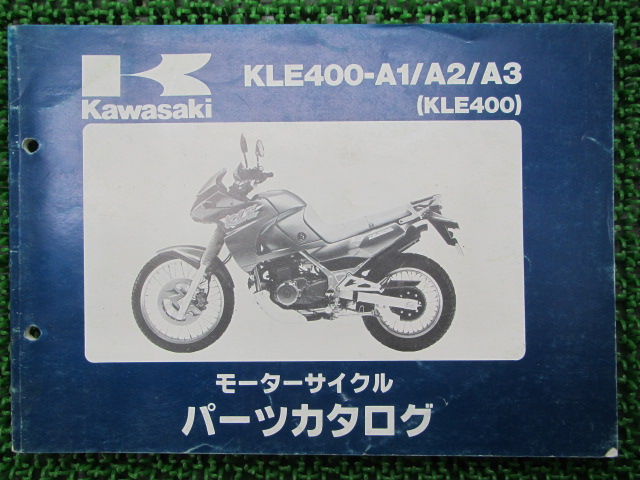 KLE400-A1/A2/A3
(KLE400)
Kawasaki
KLE
モーターサイクル
パーツカタログ